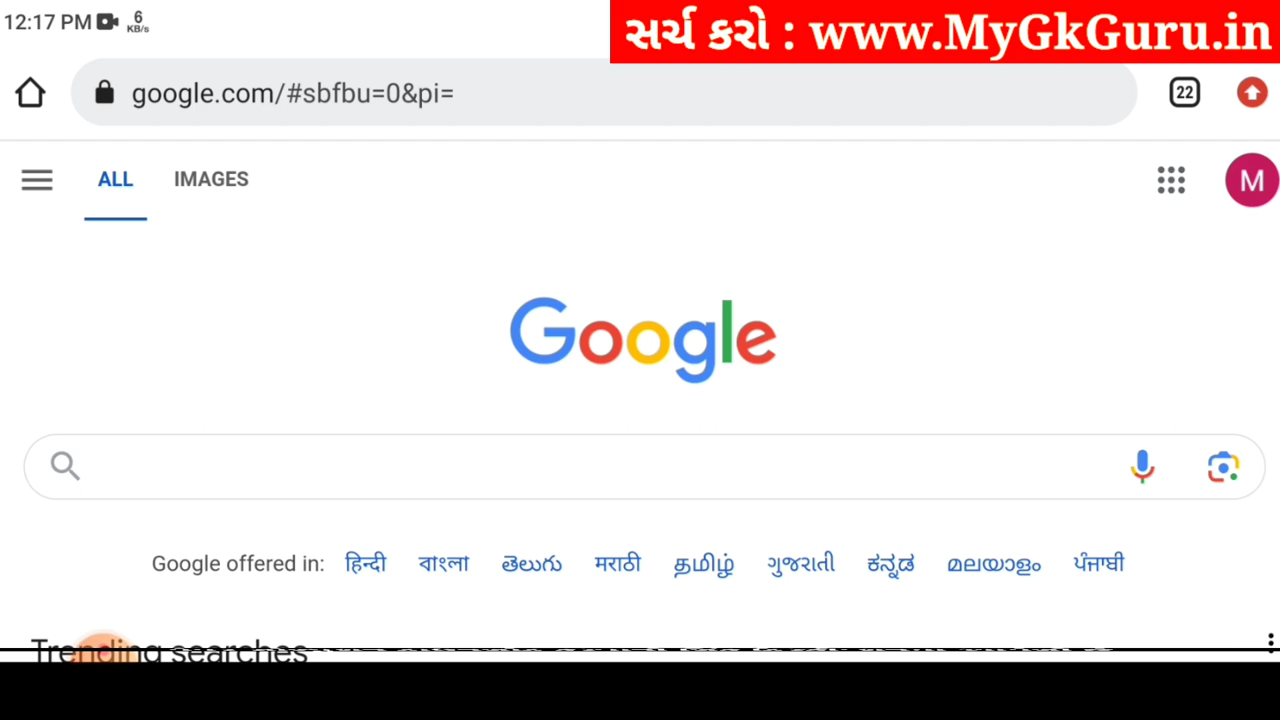 12:17 PM 6 KB/s
સર્ચ કરો : www.MyGkGuru.in
google.com/#sbfbu=0&pi=
22
ALL IMAGES
M
Google
Google offered in: हिन्दी বাংলা తెలుగు मराठी தமிழ் ગુજરાતી ಕನ್ನಡ മലയാളം ਪੰਜਾਬੀ
Trending searches